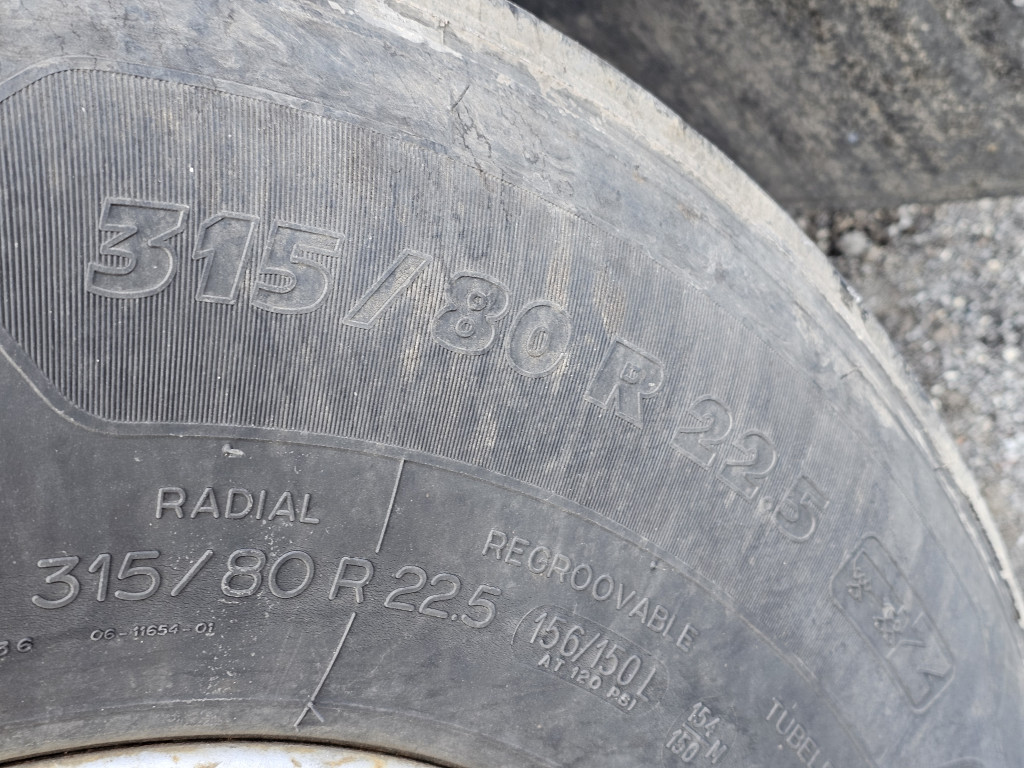 315/80 R 22.5
RADIAL
315/80 R 22.5
REGROOVABLE
(156/150 L
AT 120 PSI
154
150 M
36
06-11654-01